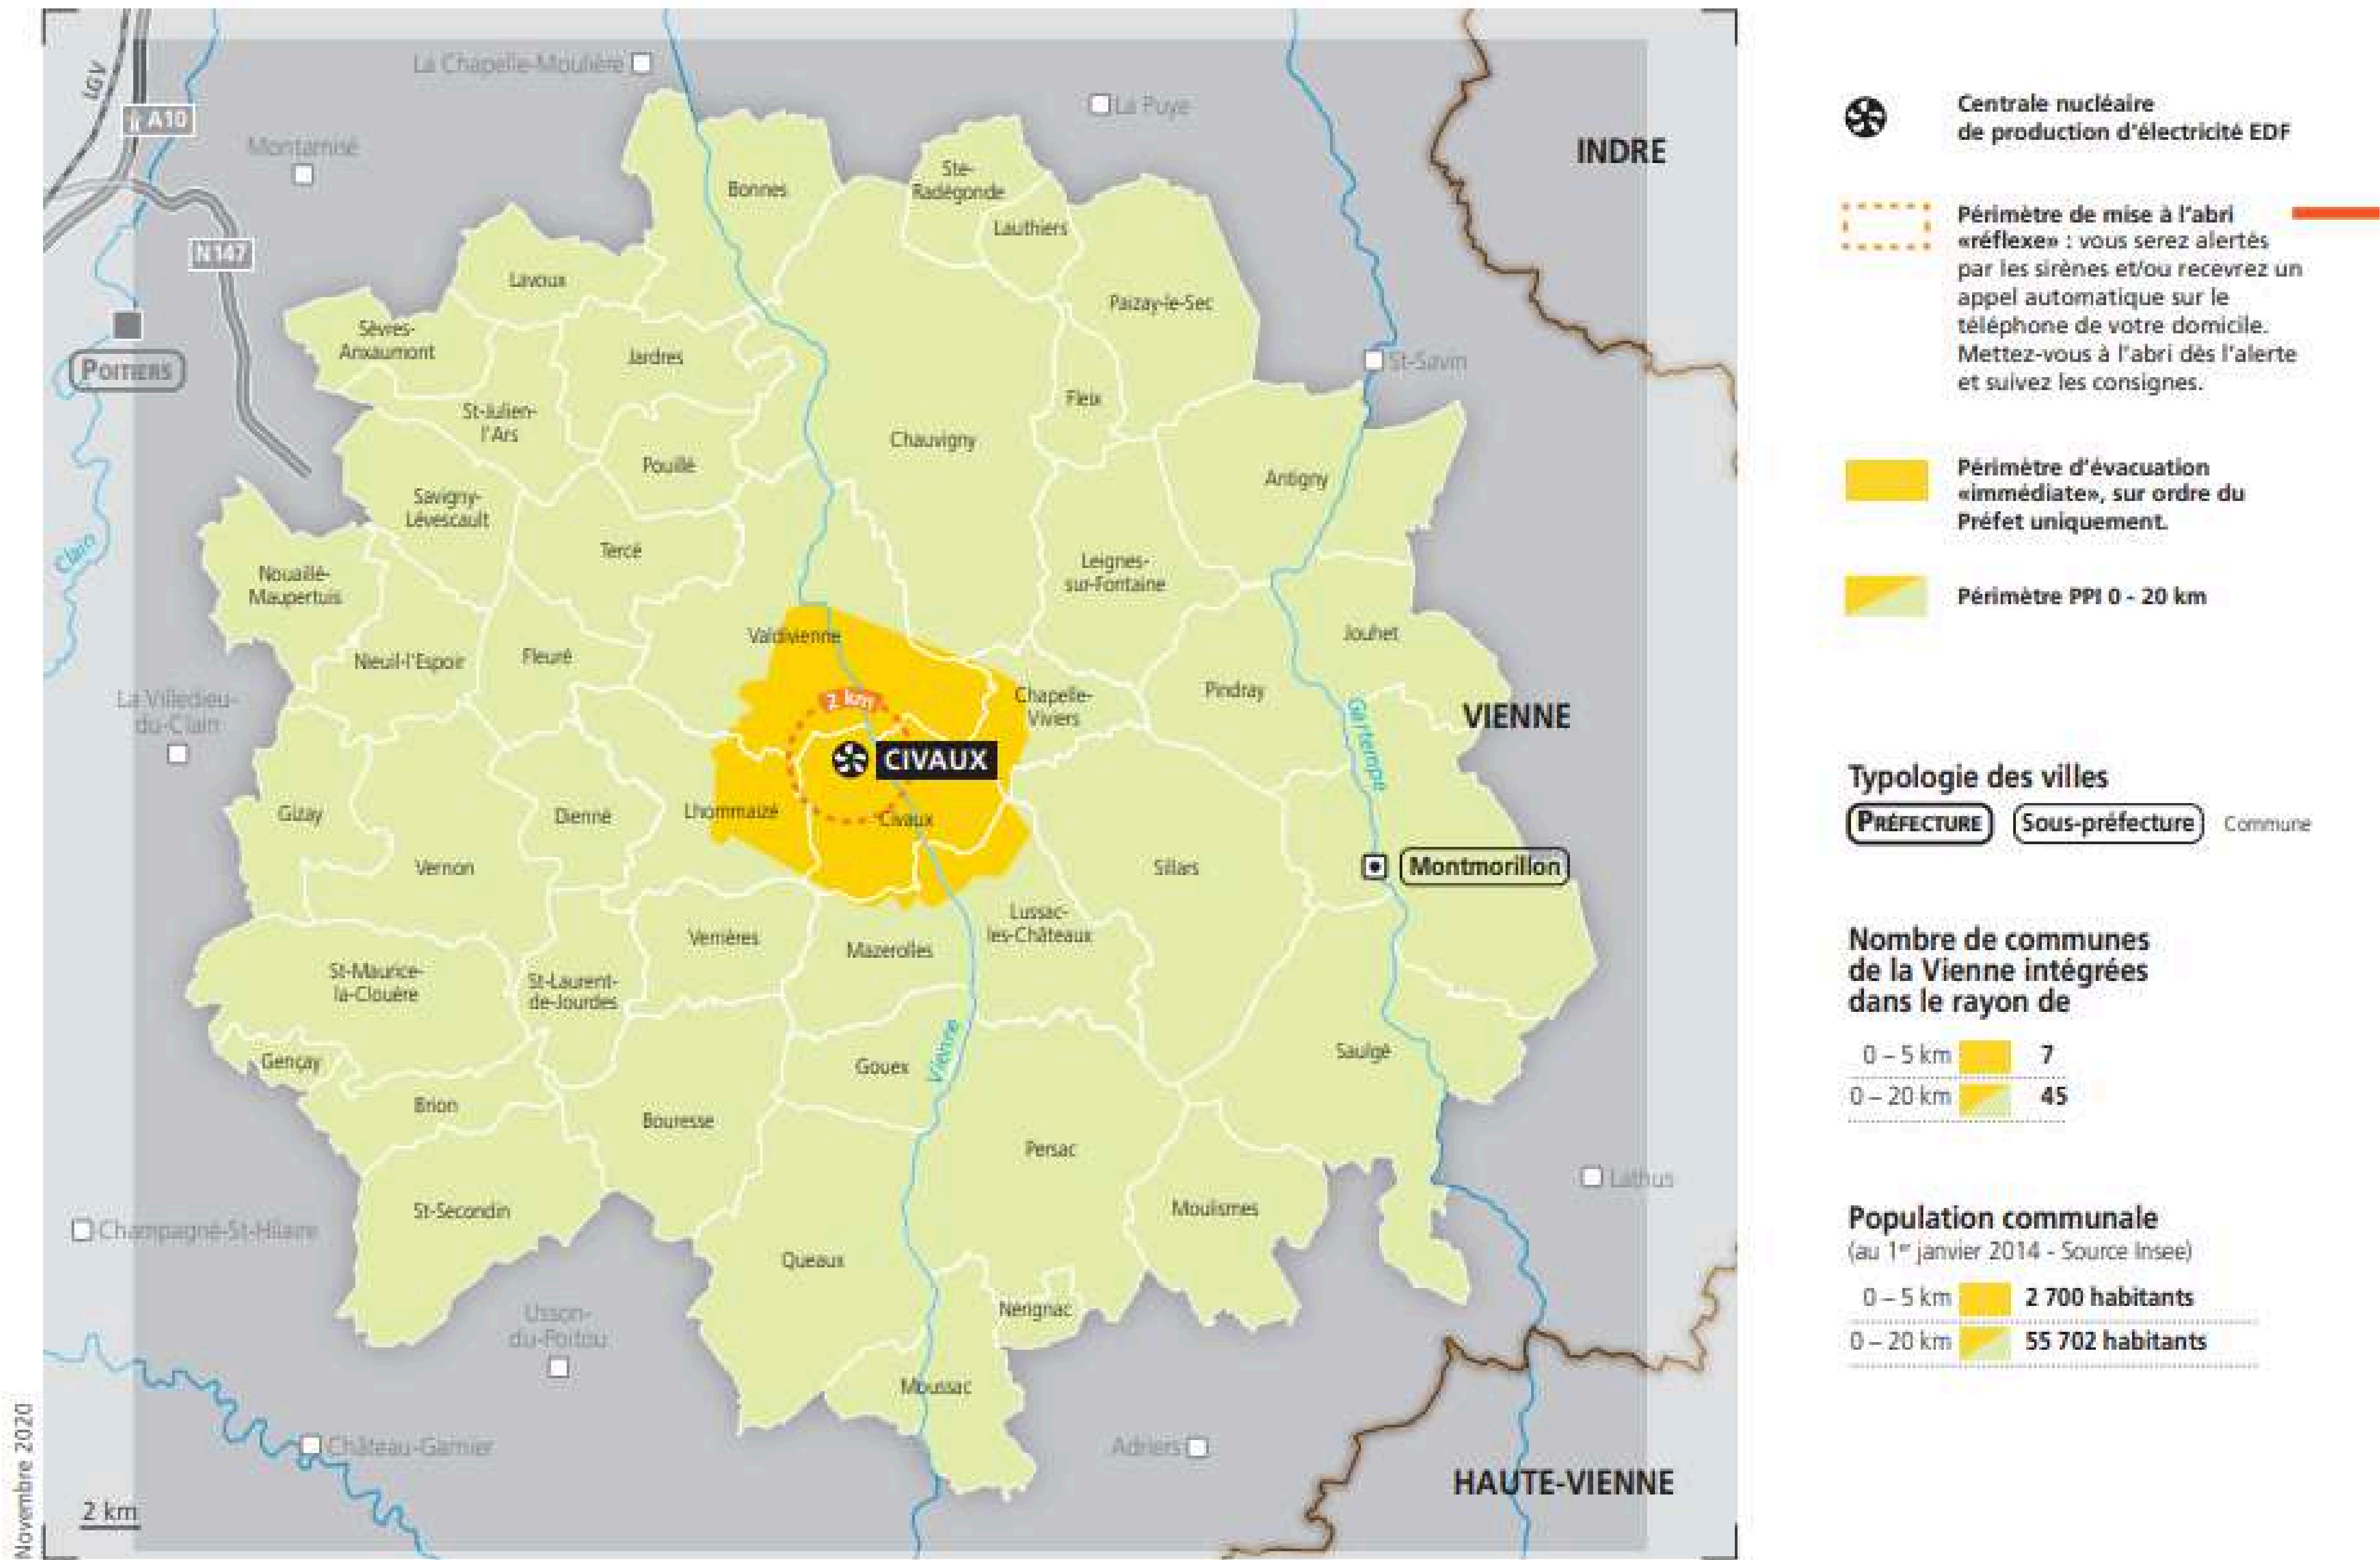 La Chapelle-Moulière
La Puye
LGV
A10
Montamisé
INDRE
Bonnes
Ste-
Radégonde
Lauthiers
N147
Lavoux
Paizay-le-Sec
Sèvres-
Anxaumont
Jardres
POITIERS
St-Savin
Fleix
St-Julien-
l'Ars
Chauvigny
Pouillé
Antigny
Savigny-
Lévescault
Clain
Tercé
Leignes-
sur-Fontaine
Nouaillé-
Maupertuis
Valdivienne
Jouhet
Nieuil-l'Espoir
Fleuré
La Villedieu-
du-Clain
2 km
Chapelle-
Viviers
Pindray
VIENNE
Gartempe
CIVAUX
Gizay
Dienné
Lhommaizé
Civaux
Vernon
Sillars
Montmorillon
Lussac-
les-Châteaux
Verrières
Mazerolles
St-Maurice-
la-Clouère
St-Laurent-
de-Jourdes
Vienne
Gençay
Gouex
Saulgé
Brion
Bouresse
Persac
Lathus
St-Secondin
Moulismes
Champagné-St-Hilaire
Queaux
Nérignac
Usson-
du-Poitou
Moussac
Château-Garnier
Adriers
HAUTE-VIENNE
2 km
Novembre 2020
Centrale nucléaire
de production d'électricité EDF
Périmètre de mise à l'abri
«réflexe» : vous serez alertés
par les sirènes et/ou recevrez un
appel automatique sur le
téléphone de votre domicile.
Mettez-vous à l'abri dès l'alerte
et suivez les consignes.
Périmètre d'évacuation
«immédiate», sur ordre du
Préfet uniquement.
Périmètre PPI 0 - 20 km
Typologie des villes
PRÉFECTURE Sous-préfecture Commune
Nombre de communes
de la Vienne intégrées
dans le rayon de
0 – 5 km 7
0 – 20 km 45
Population communale
(au 1er janvier 2014 - Source Insee)
0 – 5 km 2 700 habitants
0 – 20 km 55 702 habitants